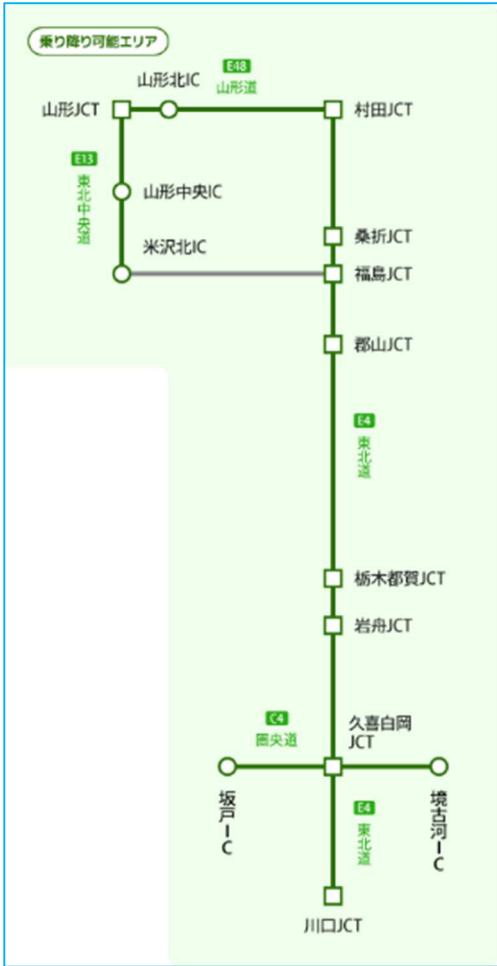 乗り降り可能エリア
山形北IC
E48
山形道
山形JCT
村田JCT
E13
東北中央道
山形中央IC
桑折JCT
米沢北IC
福島JCT
郡山JCT
E4
東北道
栃木都賀JCT
岩舟JCT
久喜白岡
JCT
C4
圏央道
坂戸IC
境古河IC
E4
東北道
川口JCT